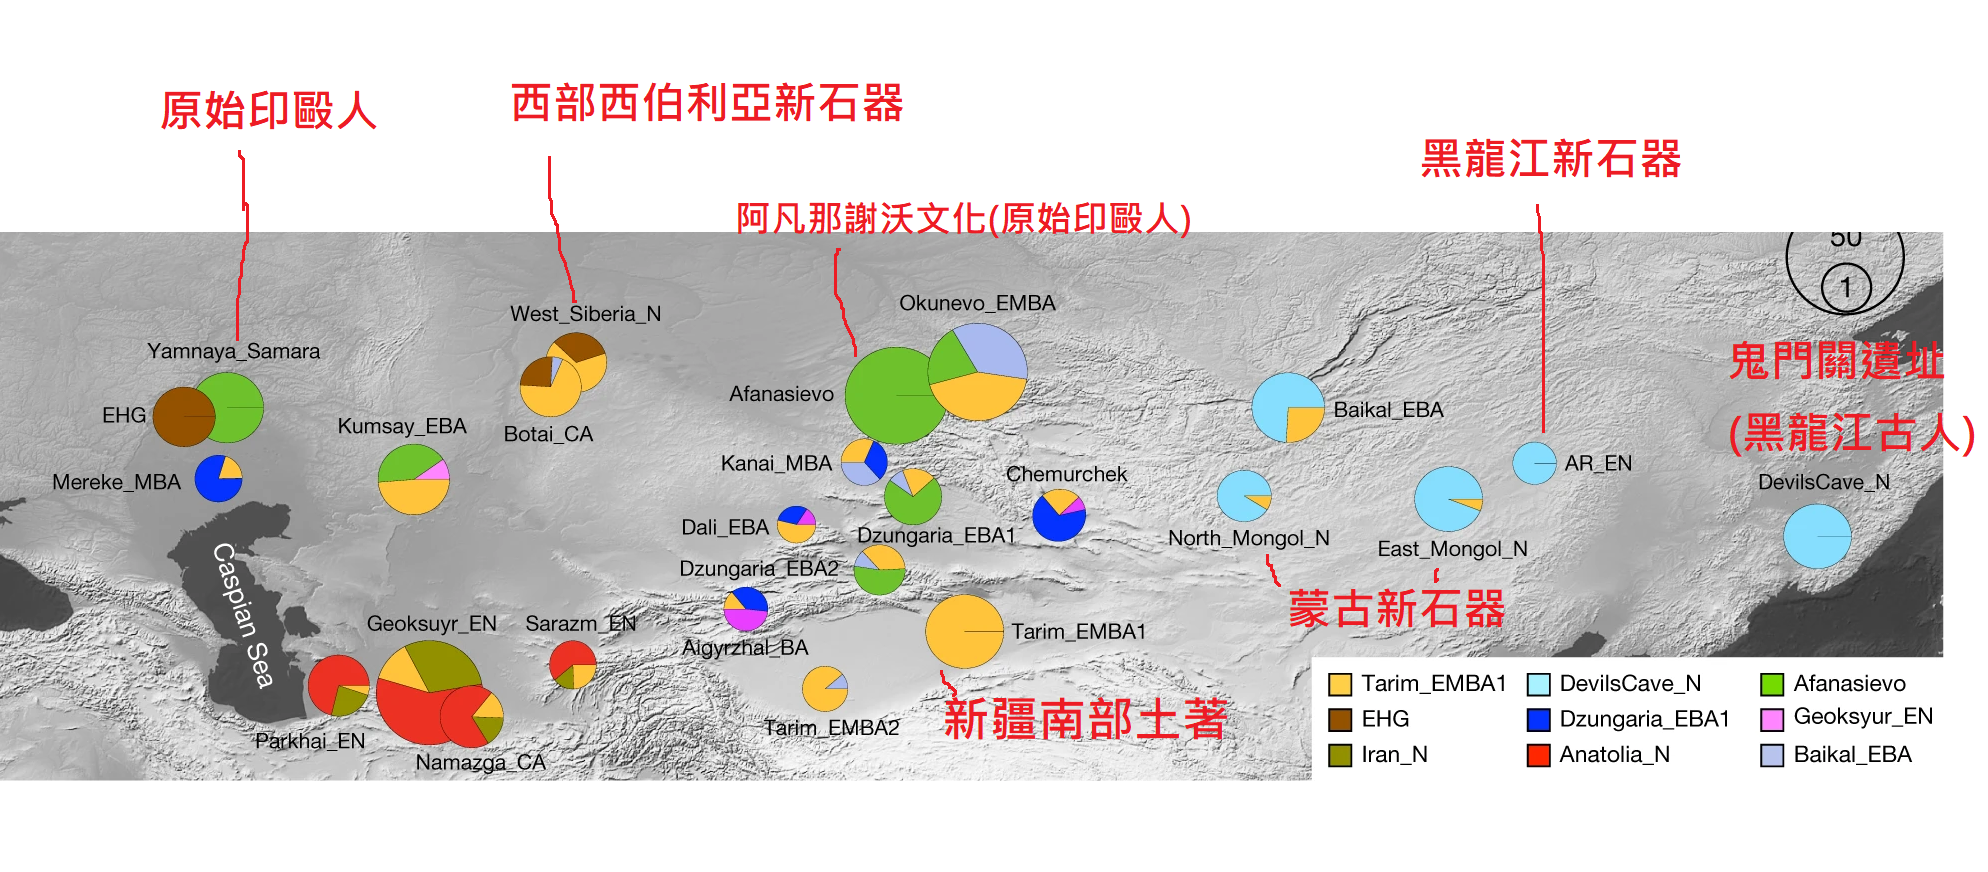 原始印毆人
西部西伯利亞新石器
黑龍江新石器
阿凡那謝沃文化(原始印毆人)
50
1
Okunevo_EMBA
West_Siberia_N
Yamnaya_Samara
鬼門關遺址
(黑龍江古人)
Afanasievo
EHG
Baikal_EBA
Kumsay_EBA
Botai_CA
Kanai_MBA
AR_EN
Chemurchek
Mereke_MBA
DevilsCave_N
Dali_EBA
Dzungaria_EBA1
North_Mongol_N
East_Mongol_N
Dzungaria_EBA2
Caspian Sea
蒙古新石器
Geoksuyr_EN
Sarazm_EN
Tarim_EMBA1
Aigyrzhal_BA
新疆南部土著
Tarim_EMBA2
Parkhai_EN
Namazga_CA
Tarim_EMBA1
DevilsCave_N
Afanasievo
EHG
Dzungaria_EBA1
Geoksyur_EN
Iran_N
Anatolia_N
Baikal_EBA